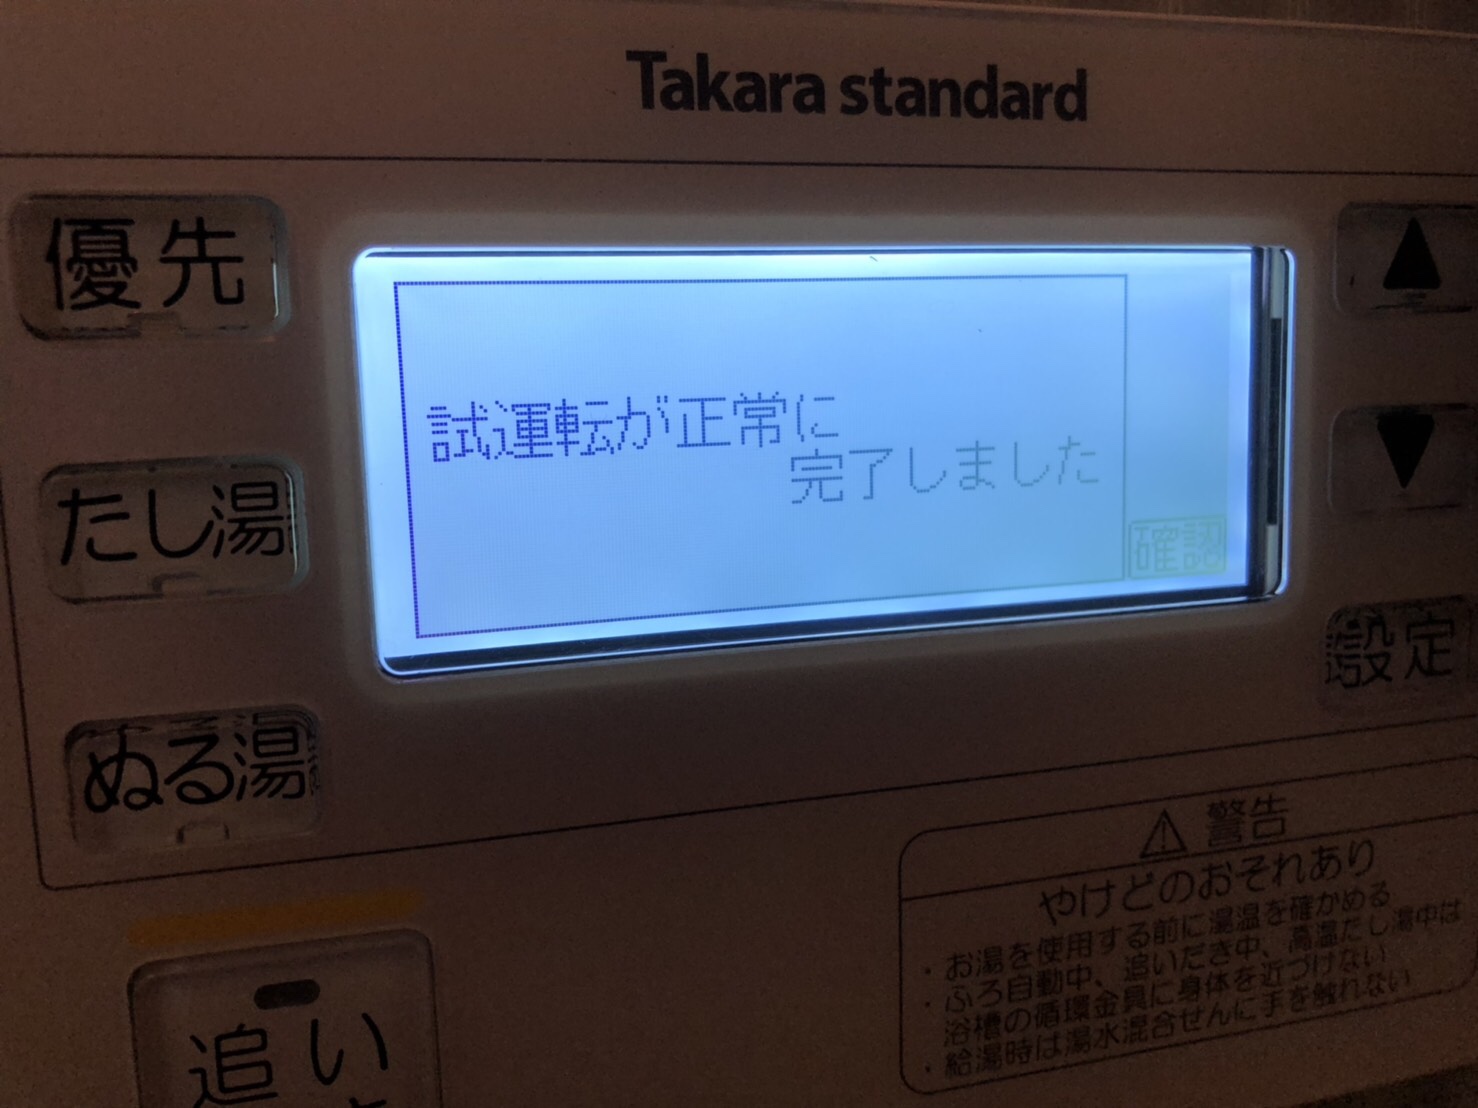 Takara standard
優先
▲
試運転が正常に
完了しました
確認
たし湯
▼
設定
ぬる湯
⚠ 警告
やけどのおそれあり
・お湯を使用する前に湯温を確かめる
・ふろ自動中、追いだき中、高温たし湯中は
浴槽の循環金具に身体を近づけない
・給湯時は湯水混合せんに手を触れない
追い